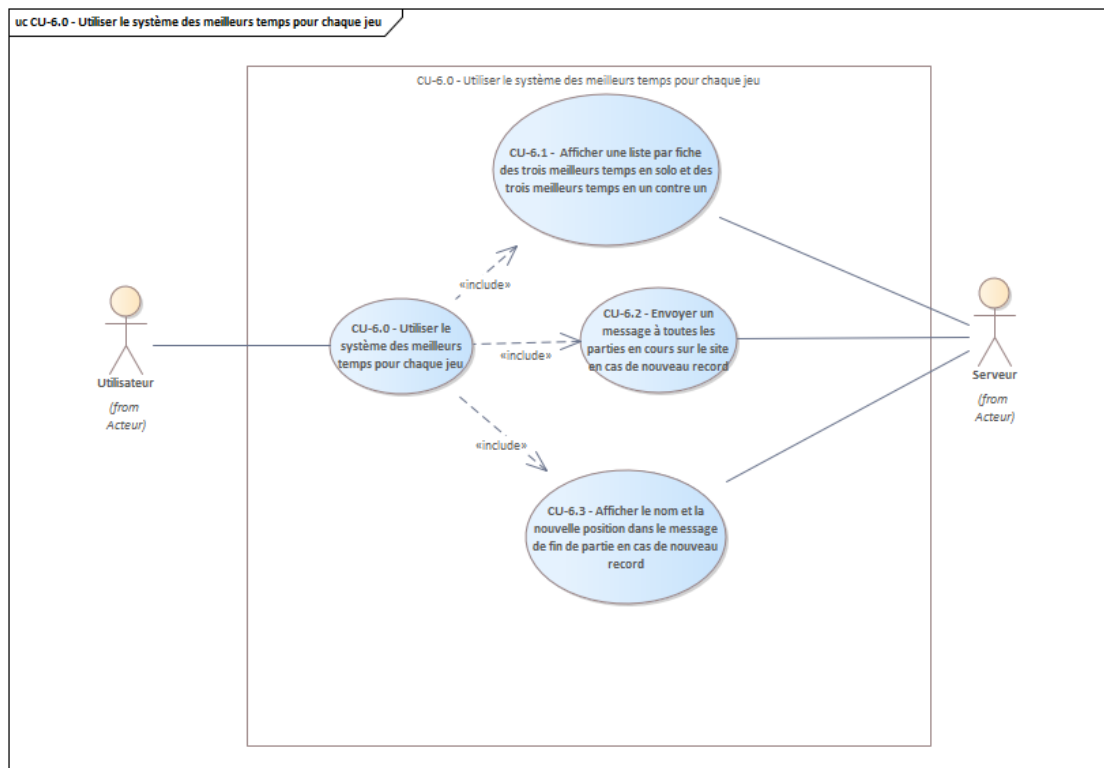 uc CU-6.0 - Utiliser le système des meilleurs temps pour chaque jeu
CU-6.0 - Utiliser le système des meilleurs temps pour chaque jeu
CU-6.1 - Afficher une liste par fiche
des trois meilleurs temps en solo et des
trois meilleurs temps en un contre un
«include»
CU-6.0 - Utiliser le
système des meilleurs
temps pour chaque jeu
«include»
CU-6.2 - Envoyer un
message à toutes les
parties en cours sur le site
en cas de nouveau record
Utilisateur
(from
Acteur)
Serveur
(from
Acteur)
«include»
CU-6.3 - Afficher le nom et la
nouvelle position dans le message
de fin de partie en cas de nouveau
record